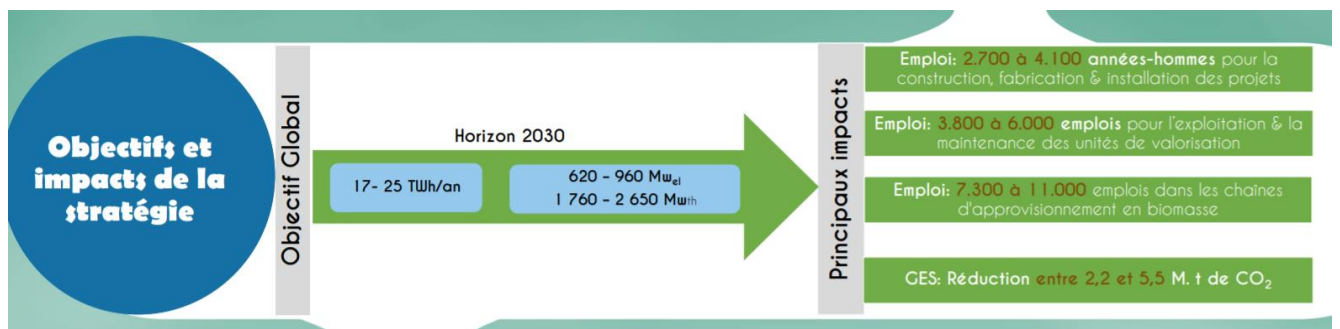 Objectifs et
impacts de la
stratégie
Objectif Global
Horizon 2030
17- 25 TWh/an
620 – 960 Mwel
1 760 – 2 650 Mwth
Principaux impacts
Emploi: 2.700 à 4.100 années-hommes pour la
construction, fabrication & installation des projets
Emploi: 3.800 à 6.000 emplois pour l'exploitation & la
maintenance des unités de valorisation
Emploi: 7.300 à 11.000 emplois dans les chaînes
d'approvisionnement en biomasse
GES: Réduction entre 2,2 et 5,5 M. t de CO2